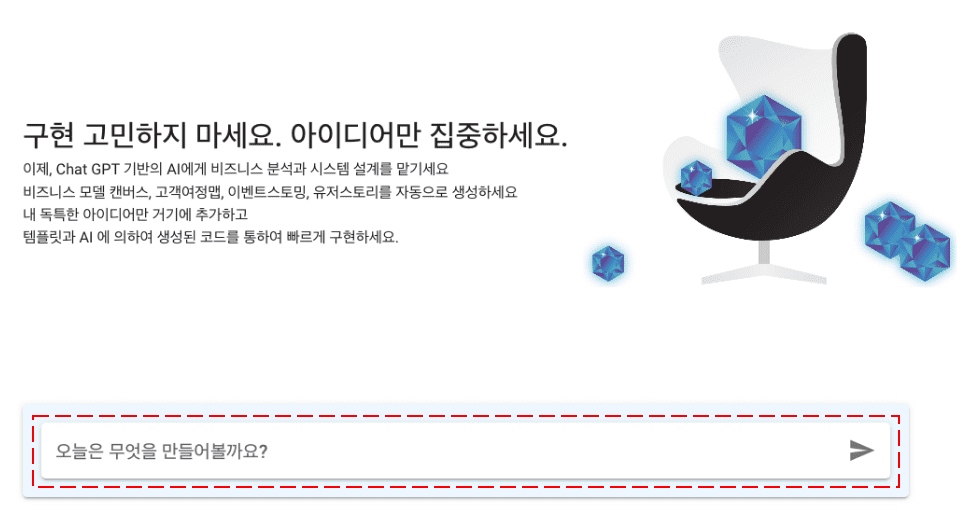 구현 고민하지 마세요. 아이디어만 집중하세요.
이제, Chat GPT 기반의 AI에게 비즈니스 분석과 시스템 설계를 맡기세요
비즈니스 모델 캔버스, 고객여정맵, 이벤트스토밍, 유저스토리를 자동으로 생성하세요
내 독특한 아이디어만 거기에 추가하고
템플릿과 AI 에 의하여 생성된 코드를 통하여 빠르게 구현하세요.
오늘은 무엇을 만들어볼까요?